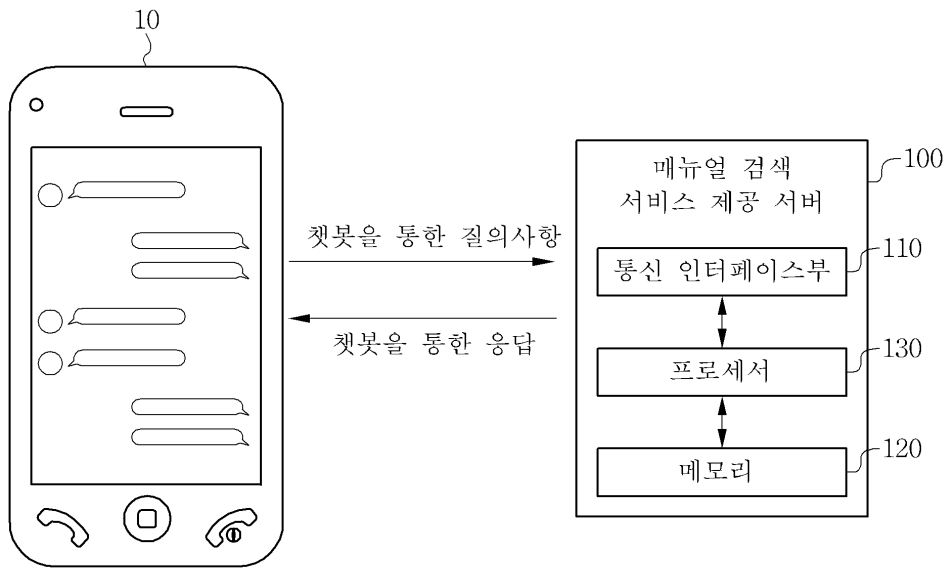 10
챗봇을 통한 질의사항
챗봇을 통한 응답
100
매뉴얼 검색
서비스 제공 서버
110
통신 인터페이스부
130
프로세서
120
메모리